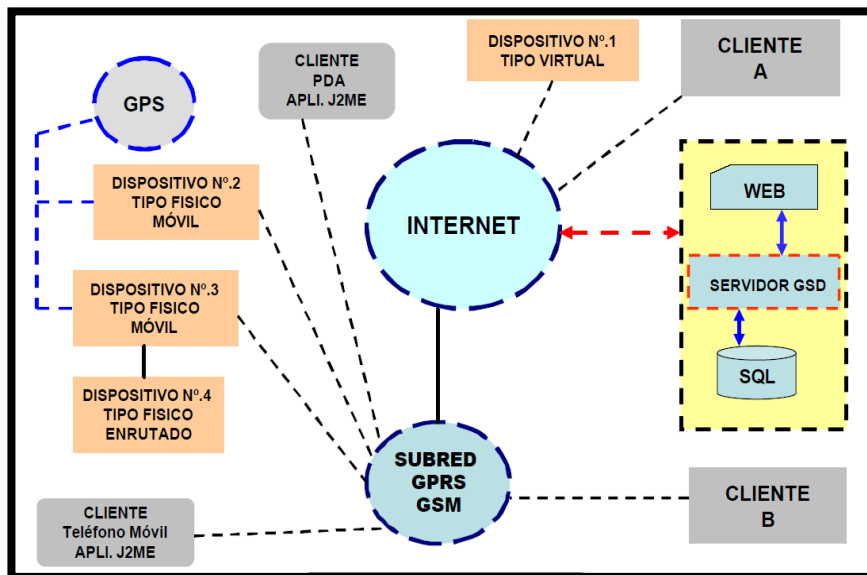 CLIENTE
PDA
APLI. J2ME
DISPOSITIVO Nº.1
TIPO VIRTUAL
CLIENTE
A
GPS
DISPOSITIVO Nº.2
TIPO FISICO
MÓVIL
INTERNET
WEB
SERVIDOR GSD
SQL
DISPOSITIVO Nº.3
TIPO FISICO
MÓVIL
DISPOSITIVO Nº.4
TIPO FISICO
ENRUTADO
SUBRED
GPRS
GSM
CLIENTE
B
CLIENTE
Teléfono Móvil
APLI. J2ME